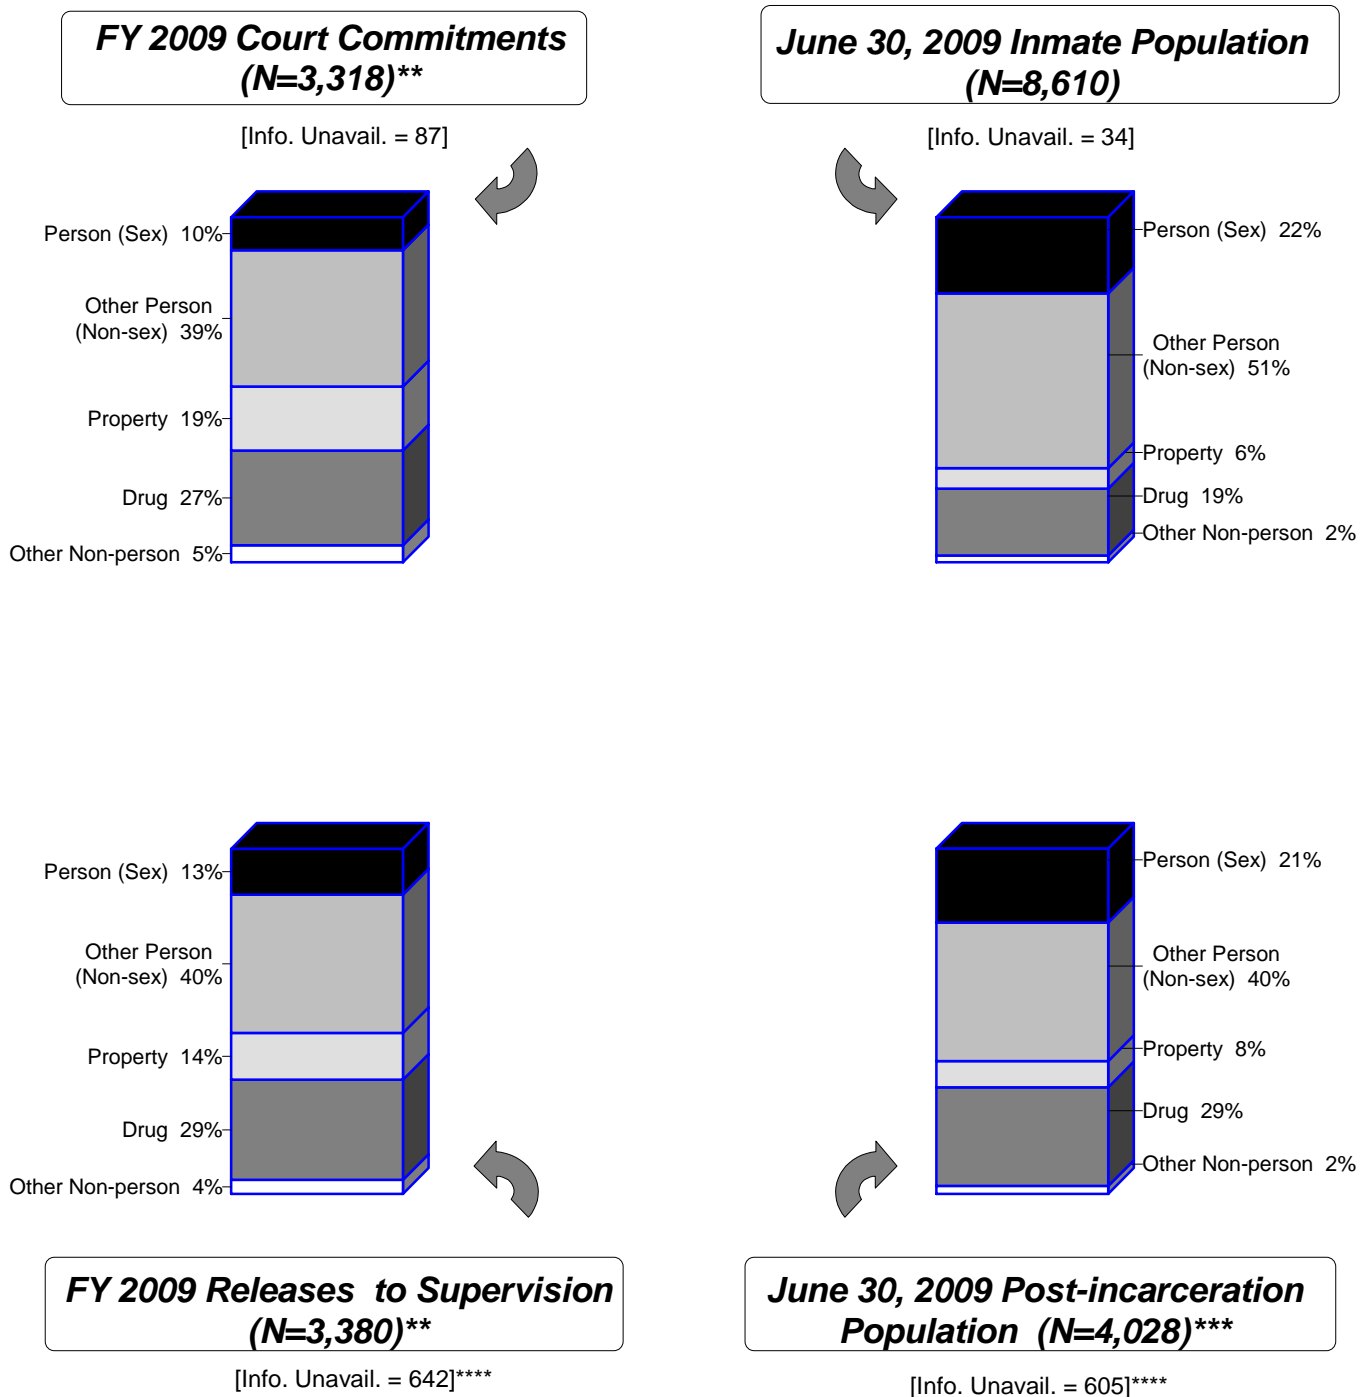 FY 2009 Court Commitments
(N=3,318)**
[Info. Unavail. = 87]
Person (Sex) 10%
Other Person
(Non-sex) 39%
Property 19%
Drug 27%
Other Non-person 5%
June 30, 2009 Inmate Population
(N=8,610)
[Info. Unavail. = 34]
Person (Sex) 22%
Other Person
(Non-sex) 51%
Property 6%
Drug 19%
Other Non-person 2%
Person (Sex) 13%
Other Person
(Non-sex) 40%
Property 14%
Drug 29%
Other Non-person 4%
FY 2009 Releases to Supervision
(N=3,380)**
[Info. Unavail. = 642]****
Person (Sex) 21%
Other Person
(Non-sex) 40%
Property 8%
Drug 29%
Other Non-person 2%
June 30, 2009 Post-incarceration
Population (N=4,028)***
[Info. Unavail. = 605]****